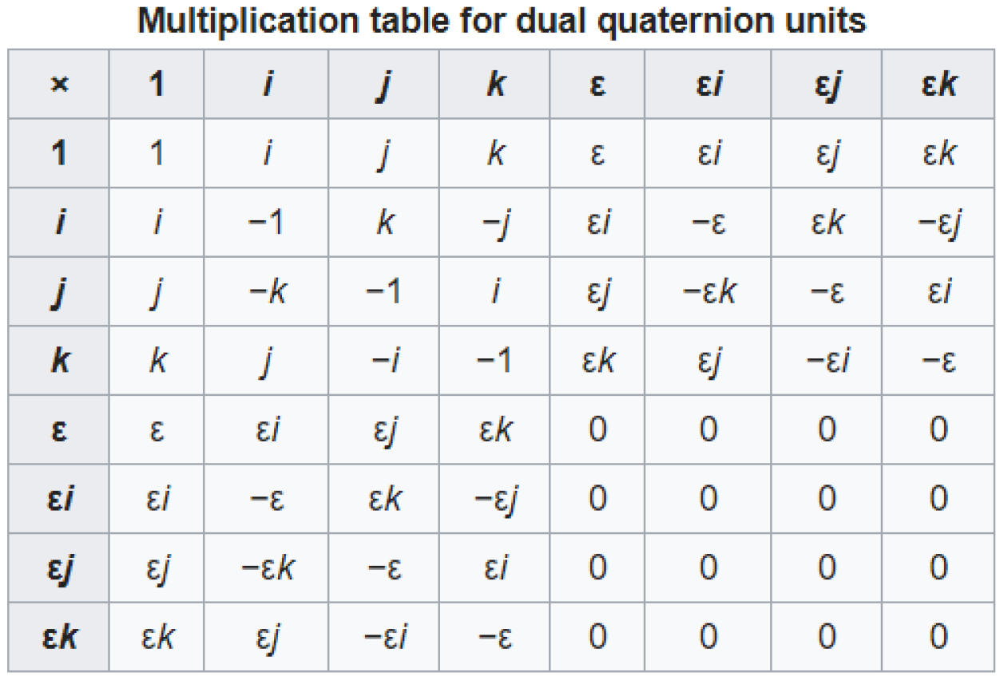 Multiplication table for dual quaternion units
× 1 i j k ε εi εj εk
1 1 i j k ε εi εj εk
i i −1 k −j εi −ε εk −εj
j j −k −1 i εj −εk −ε εi
k k j −i −1 εk εj −εi −ε
ε ε εi εj εk 0 0 0 0
εi εi −ε εk −εj 0 0 0 0
εj εj −εk −ε εi 0 0 0 0
εk εk εj −εi −ε 0 0 0 0